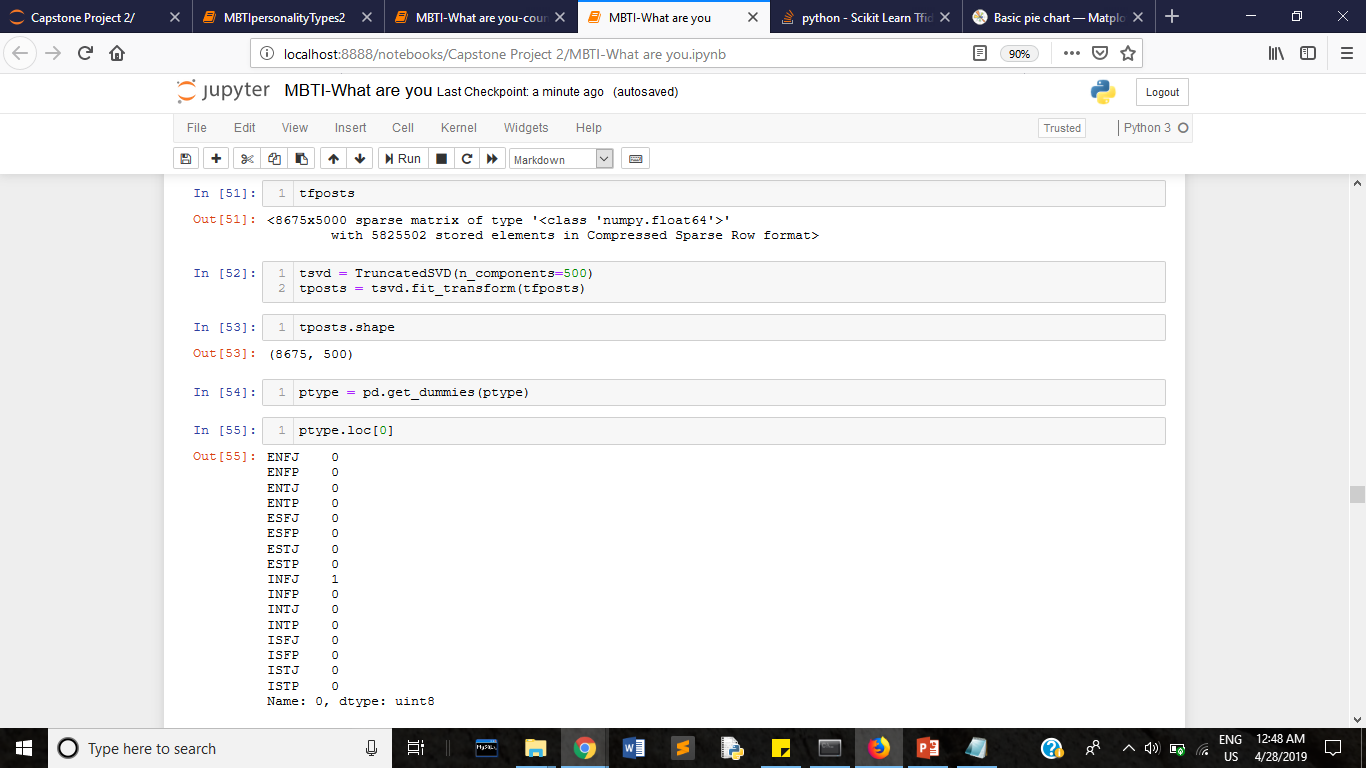 Capstone Project 2/ MBTIpersonalityTypes2 MBTI-What are you-coun MBTI-What are you python - Scikit Learn Tfid Basic pie chart — Matplo
localhost:8888/notebooks/Capstone Project 2/MBTI-What are you.ipynb 90%
jupyter MBTI-What are you Last Checkpoint: a minute ago (autosaved) Logout
File Edit View Insert Cell Kernel Widgets Help Trusted Python 3
Run Markdown
In [51]: 1 tfposts
Out[51]: <8675x5000 sparse matrix of type '<class 'numpy.float64'>'
with 5825502 stored elements in Compressed Sparse Row format>
In [52]: 1 tsvd = TruncatedSVD(n_components=500)
2 tposts = tsvd.fit_transform(tfposts)
In [53]: 1 tposts.shape
Out[53]: (8675, 500)
In [54]: 1 ptype = pd.get_dummies(ptype)
In [55]: 1 ptype.loc[0]
Out[55]: ENFJ 0
ENFP 0
ENTJ 0
ENTP 0
ESFJ 0
ESFP 0
ESTJ 0
ESTP 0
INFJ 1
INFP 0
INTJ 0
INTP 0
ISFJ 0
ISFP 0
ISTJ 0
ISTP 0
Name: 0, dtype: uint8
Type here to search MySQL ENG 12:48 AM
US 4/28/2019